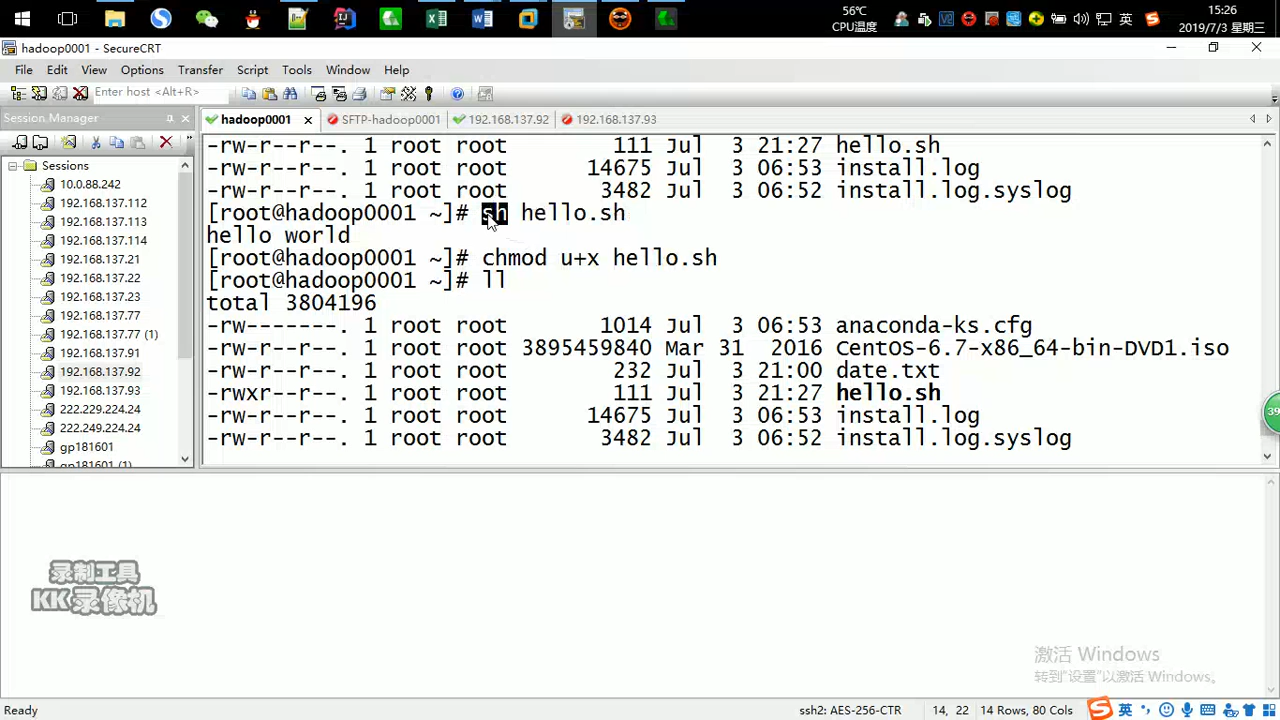 56℃
CPU温度
英
15:26
2019/7/3 星期三
hadoop0001 - SecureCRT
File Edit View Options Transfer Script Tools Window Help
Enter host <Alt+R>
Session Manager
hadoop0001
SFTP-hadoop0001
192.168.137.92
192.168.137.93
Sessions
10.0.88.242
192.168.137.112
192.168.137.113
192.168.137.114
192.168.137.21
192.168.137.22
192.168.137.23
192.168.137.77
192.168.137.77 (1)
192.168.137.91
192.168.137.92
192.168.137.93
222.229.224.24
222.249.224.24
gp181601
gp181601 (1)
-rw-r--r--. 1 root root 111 Jul 3 21:27 hello.sh
-rw-r--r--. 1 root root 14675 Jul 3 06:53 install.log
-rw-r--r--. 1 root root 3482 Jul 3 06:52 install.log.syslog
[root@hadoop0001 ~]# sh hello.sh
hello world
[root@hadoop0001 ~]# chmod u+x hello.sh
[root@hadoop0001 ~]# ll
total 3804196
-rw-------. 1 root root 1014 Jul 3 06:53 anaconda-ks.cfg
-rw-r--r--. 1 root root 3895459840 Mar 31 2016 CentOS-6.7-x86_64-bin-DVD1.iso
-rw-r--r--. 1 root root 232 Jul 3 21:00 date.txt
-rwxr--r--. 1 root root 111 Jul 3 21:27 hello.sh
-rw-r--r--. 1 root root 14675 Jul 3 06:53 install.log
-rw-r--r--. 1 root root 3482 Jul 3 06:52 install.log.syslog
39
录制工具
KK 录像机
激活 Windows
转到“设置”以激活 Windows。
Ready
ssh2: AES-256-CTR
14, 22
14 Rows, 80 Cols
英